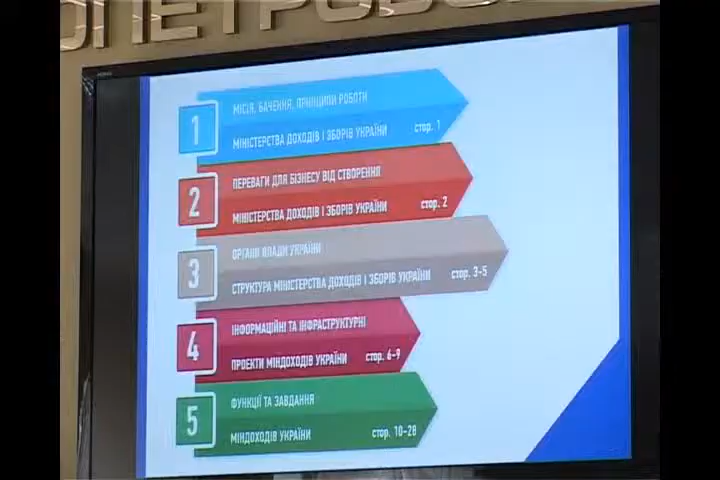 ОПЕТРОВС
1
МІСІЯ, БАЧЕННЯ, ПРИНЦИПИ РОБОТИ
МІНІСТЕРСТВА ДОХОДІВ І ЗБОРІВ УКРАЇНИ стор. 1
2
ПЕРЕВАГИ ДЛЯ БІЗНЕСУ ВІД СТВОРЕННЯ
МІНІСТЕРСТВА ДОХОДІВ І ЗБОРІВ УКРАЇНИ стор. 2
3
ОРГАНИ ВЛАДИ УКРАЇНИ
СТРУКТУРА МІНІСТЕРСТВА ДОХОДІВ І ЗБОРІВ УКРАЇНИ стор. 3-5
4
ІНФОРМАЦІЙНІ ТА ІНФРАСТРУКТУРНІ
ПРОЕКТИ МІНДОХОДІВ УКРАЇНИ стор. 6-9
5
ФУНКЦІЇ ТА ЗАВДАННЯ
МІНДОХОДІВ УКРАЇНИ стор. 10-28